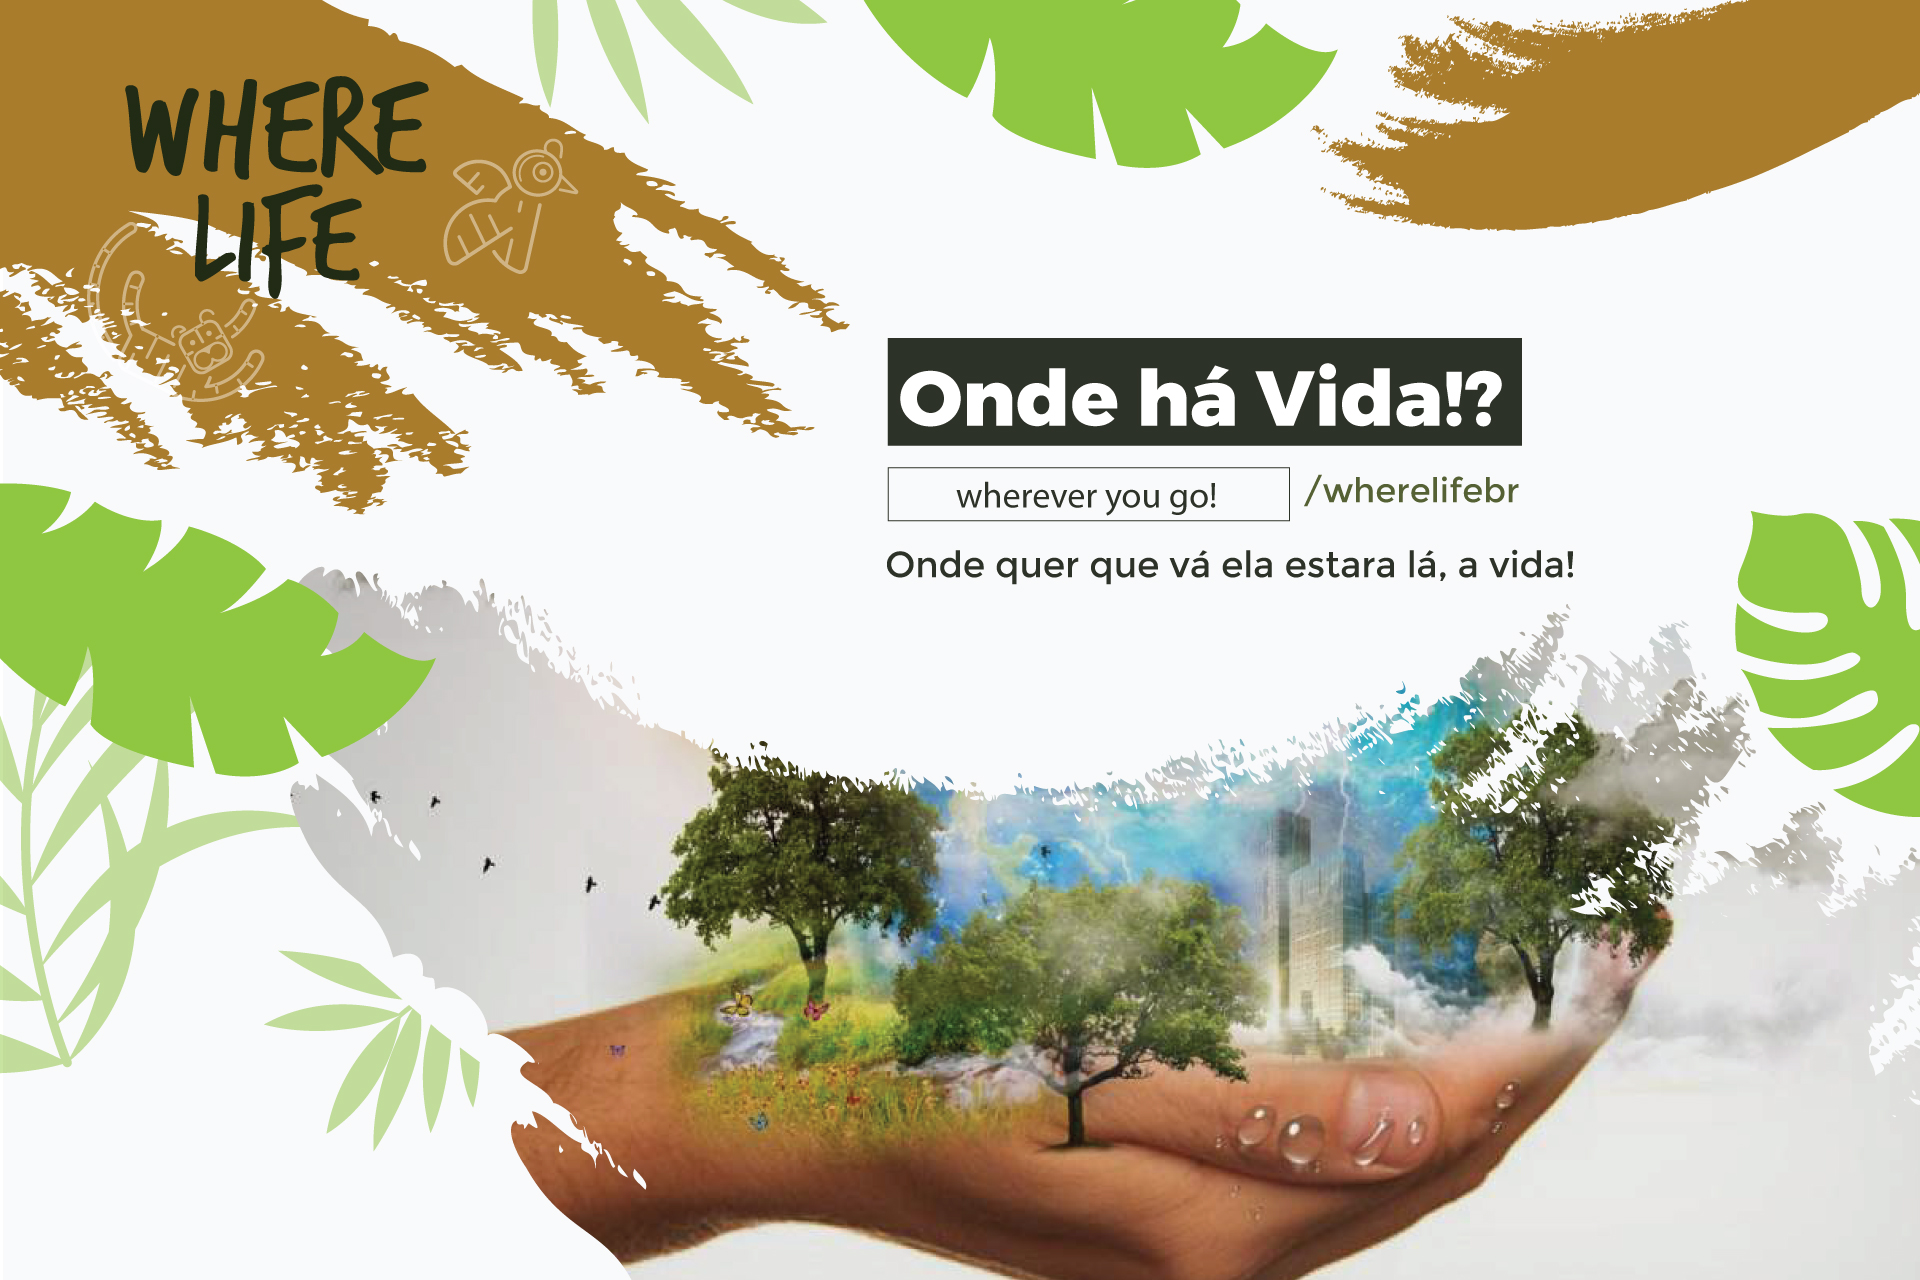 WHERE
LIFE
Onde há Vida!?
wherever you go!
/wherelifebr
Onde quer que vá ela estara lá, a vida!